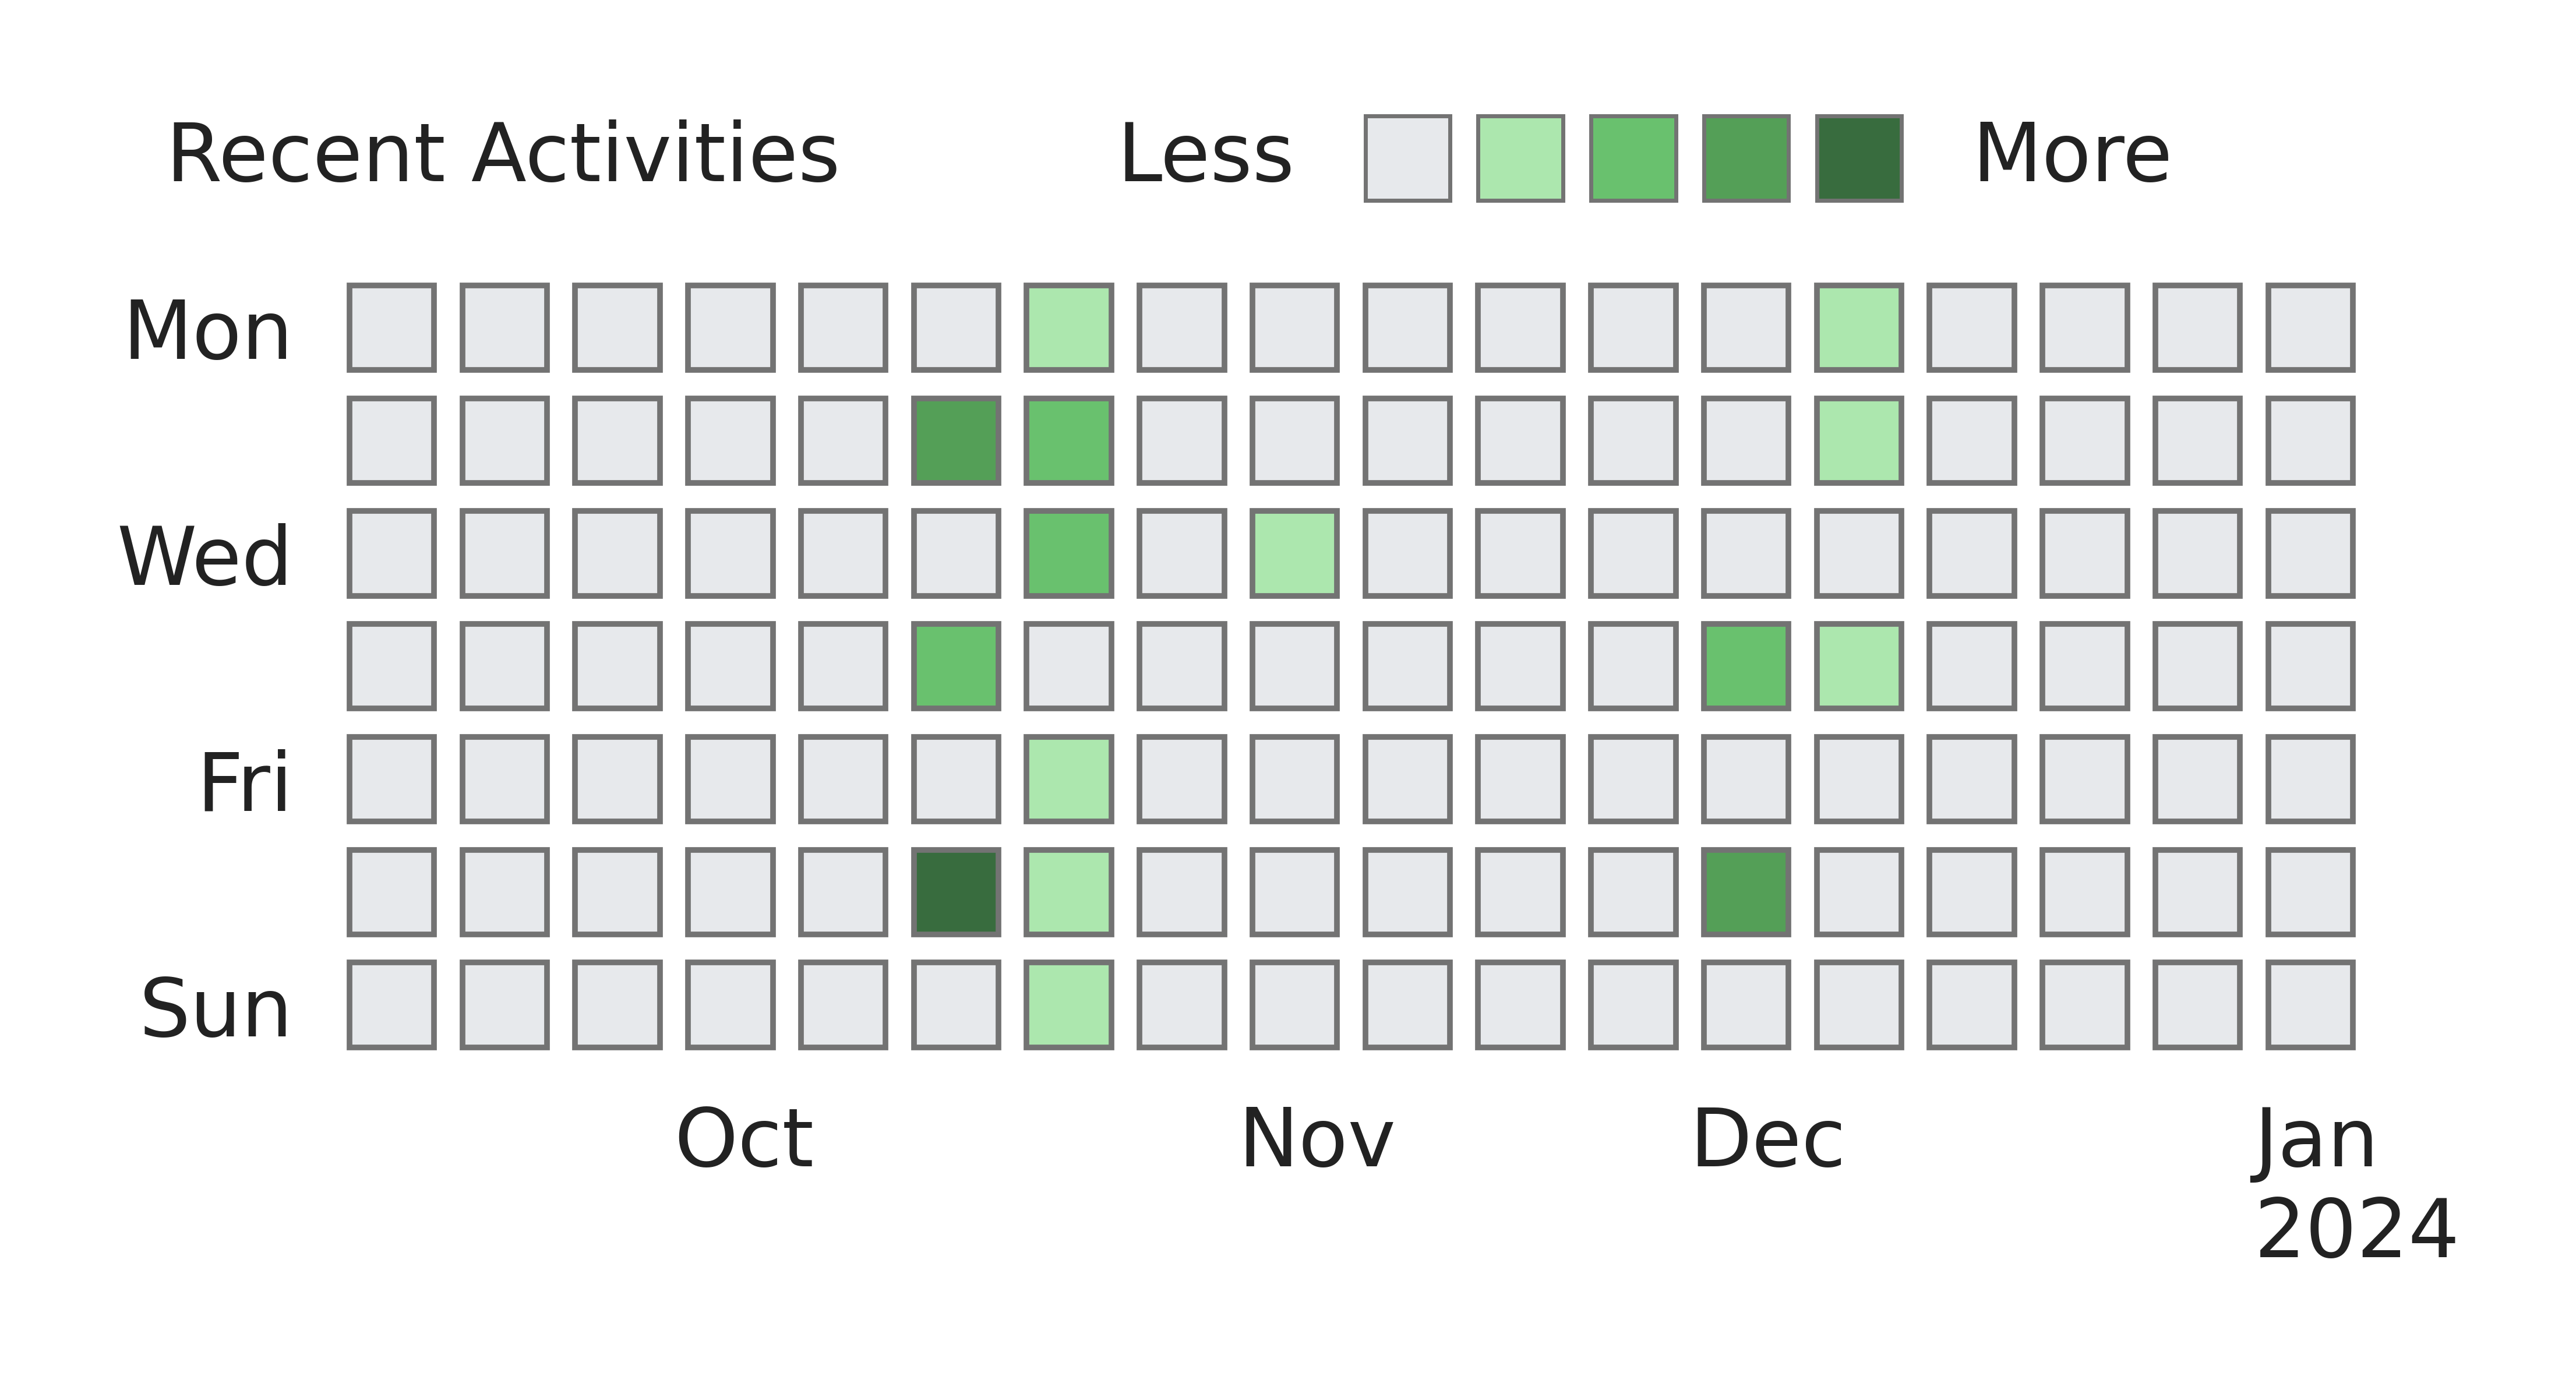 Recent Activities
Less More
Mon
Wed
Fri
Sun
Oct Nov Dec Jan
2024